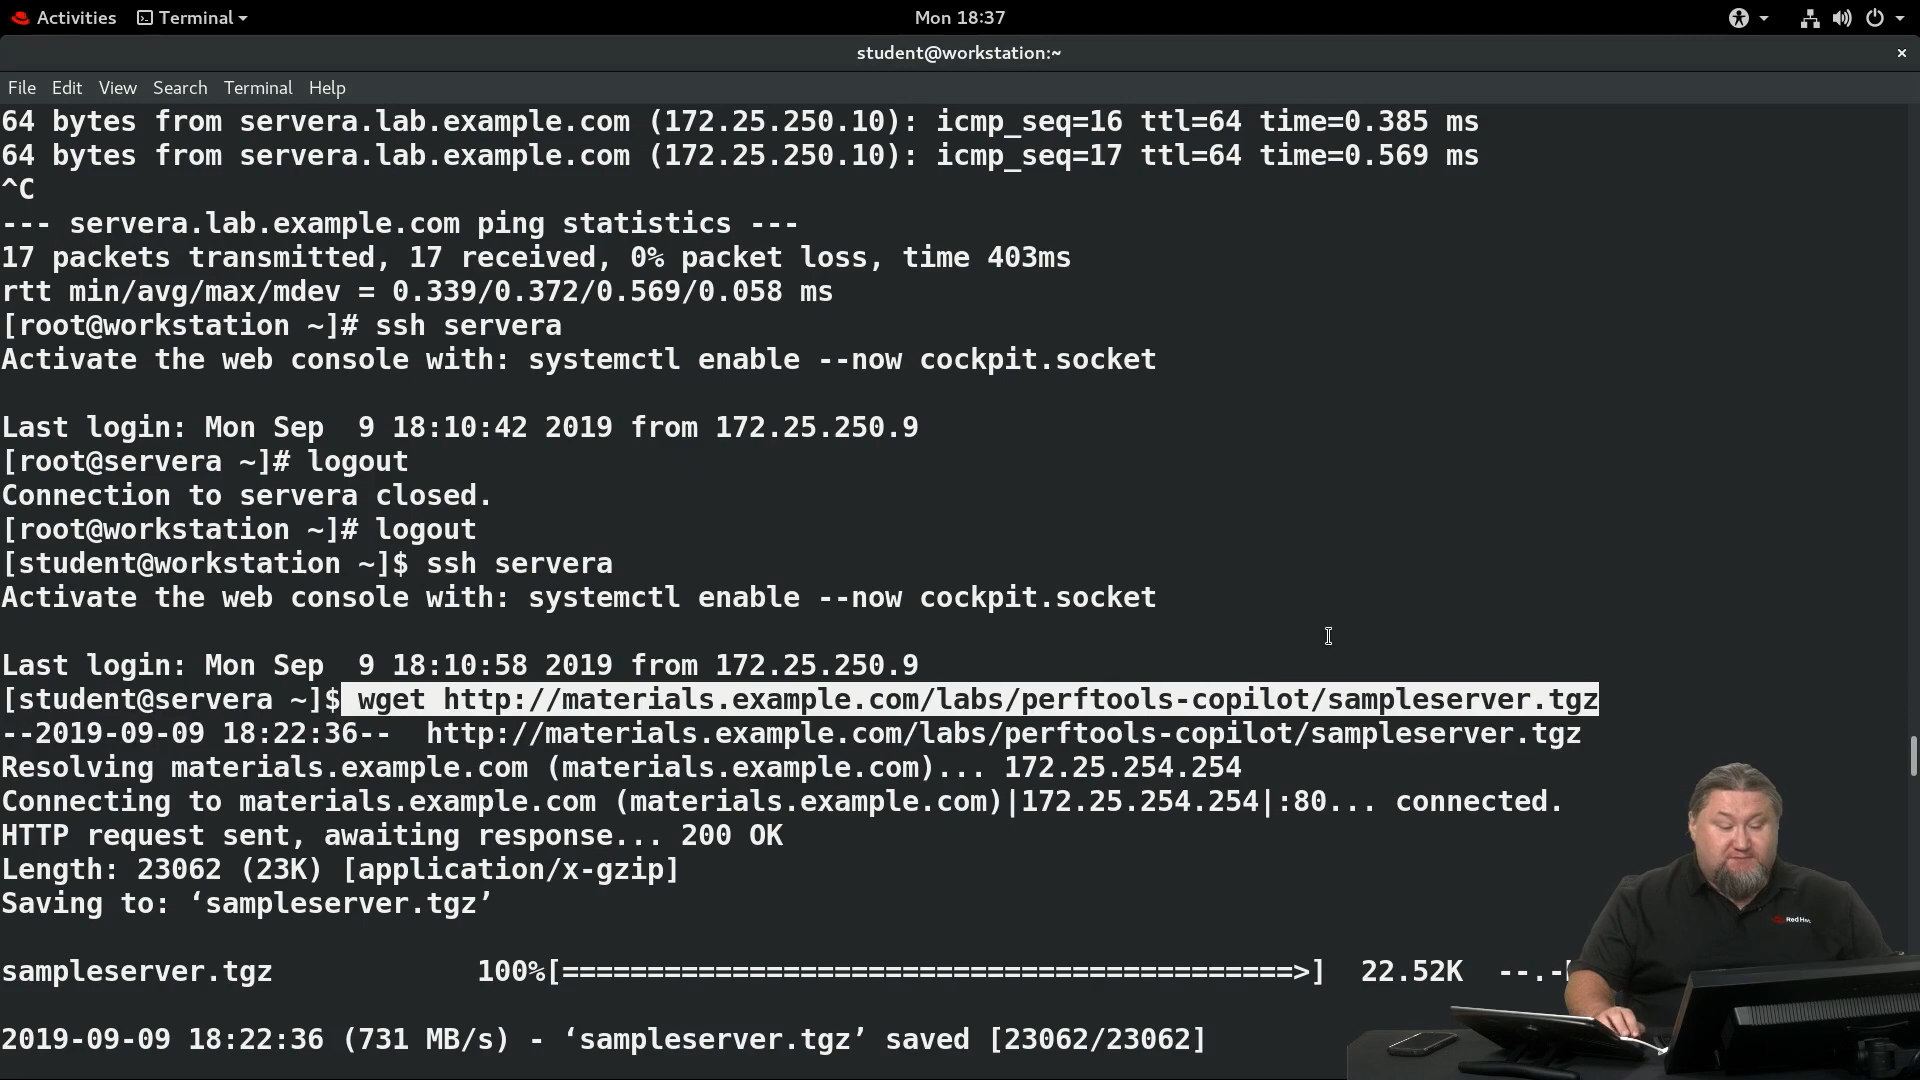 Activities Terminal Mon 18:37
student@workstation:~
File Edit View Search Terminal Help
64 bytes from servera.lab.example.com (172.25.250.10): icmp_seq=16 ttl=64 time=0.385 ms
64 bytes from servera.lab.example.com (172.25.250.10): icmp_seq=17 ttl=64 time=0.569 ms
^C
--- servera.lab.example.com ping statistics ---
17 packets transmitted, 17 received, 0% packet loss, time 403ms
rtt min/avg/max/mdev = 0.339/0.372/0.569/0.058 ms
[root@workstation ~]# ssh servera
Activate the web console with: systemctl enable --now cockpit.socket
Last login: Mon Sep  9 18:10:42 2019 from 172.25.250.9
[root@servera ~]# logout
Connection to servera closed.
[root@workstation ~]# logout
[student@workstation ~]$ ssh servera
Activate the web console with: systemctl enable --now cockpit.socket
Last login: Mon Sep  9 18:10:58 2019 from 172.25.250.9
[student@servera ~]$ wget http://materials.example.com/labs/perftools-copilot/sampleserver.tgz
--2019-09-09 18:22:36--  http://materials.example.com/labs/perftools-copilot/sampleserver.tgz
Resolving materials.example.com (materials.example.com)... 172.25.254.254
Connecting to materials.example.com (materials.example.com)|172.25.254.254|:80... connected.
HTTP request sent, awaiting response... 200 OK
Length: 23062 (23K) [application/x-gzip]
Saving to: ‘sampleserver.tgz’
sampleserver.tgz 100%[===========================================>] 22.52K --.-
2019-09-09 18:22:36 (731 MB/s) - ‘sampleserver.tgz’ saved [23062/23062]
Red Hat